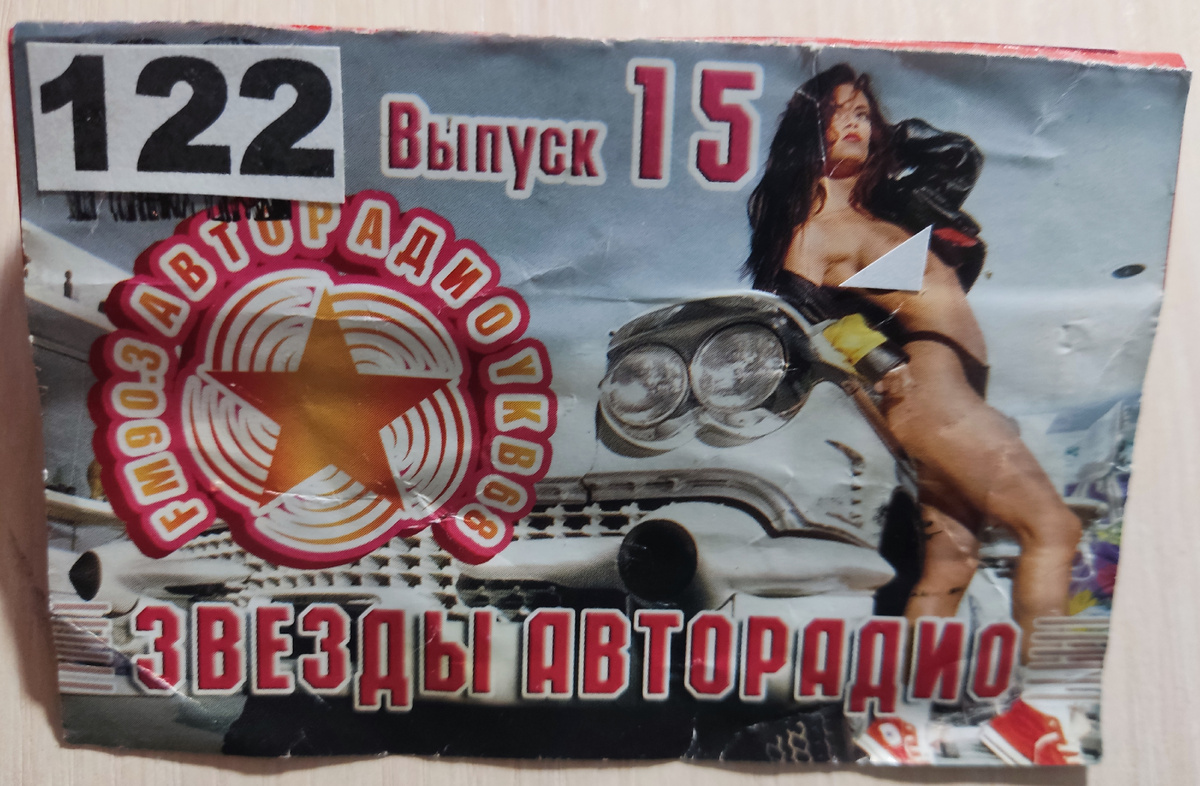 122
Выпуск 15
FM90.3 АВТОРАДИО УКВ68
ЗВЕЗДЫ АВТОРАДИО